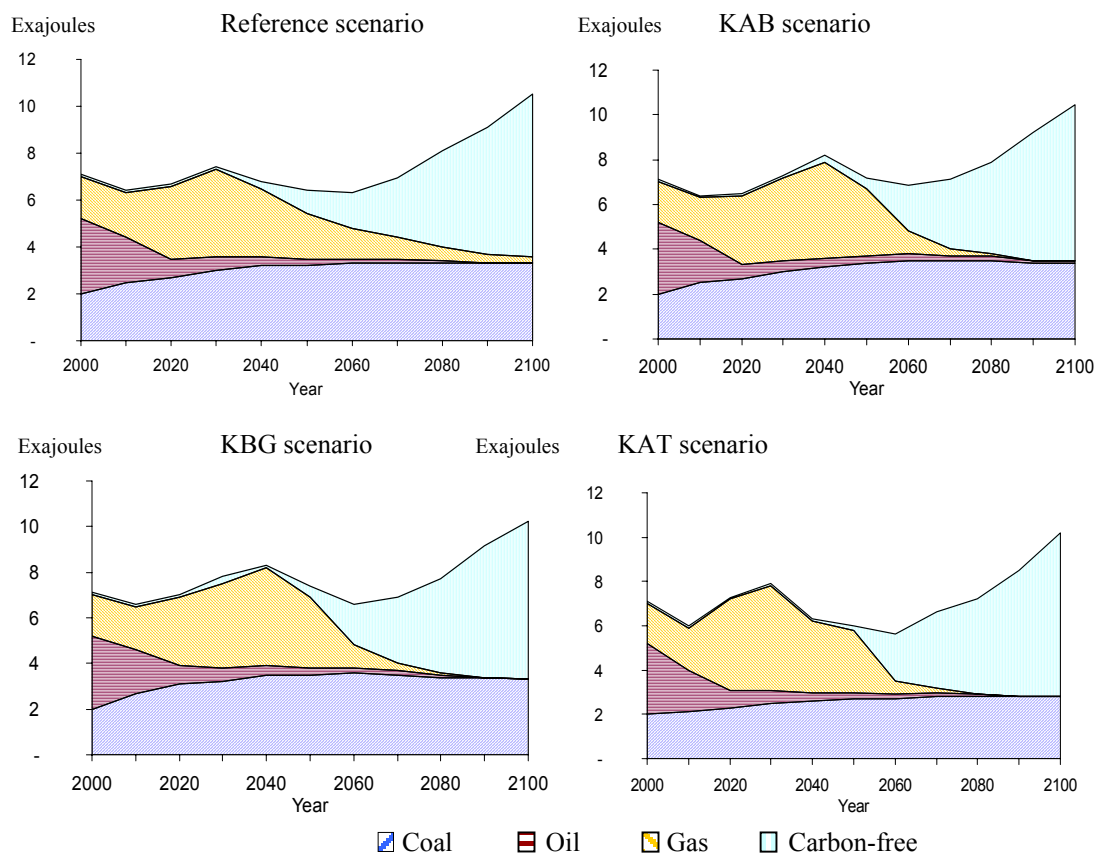 Exajoules Reference scenario
12
10
8
6
4
2
-
2000 2020 2040 2060 2080 2100
Year
Exajoules KAB scenario
12
10
8
6
4
2
-
2000 2020 2040 2060 2080 2100
Year
Exajoules KBG scenario
12
10
8
6
4
2
-
2000 2020 2040 2060 2080 2100
Year
Exajoules KAT scenario
12
10
8
6
4
2
-
2000 2020 2040 2060 2080 2100
Year
Coal Oil Gas Carbon-free